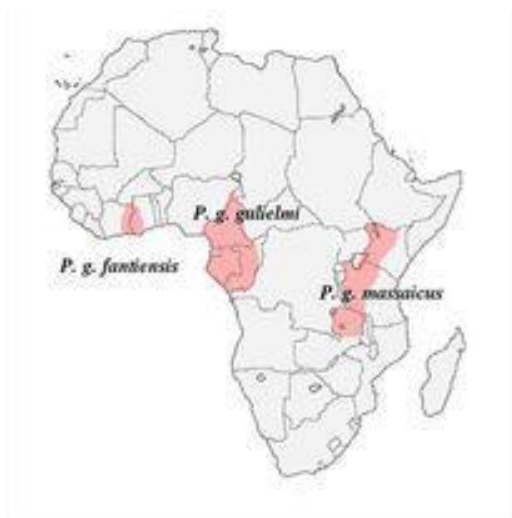 P. g. gulielmi
P. g. fantiensis
P. g. massaicus